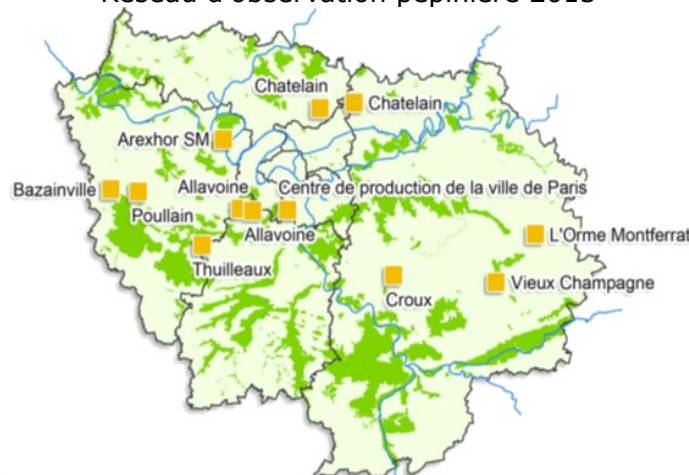 Réseau d'observation pépinière 2015
Chatelain
Chatelain
Arexhor SM
Bazainville
Allavoine
Centre de production de la ville de Paris
Poullain
Allavoine
L'Orme Montferrat
Thuilleaux
Vieux Champagne
Croux